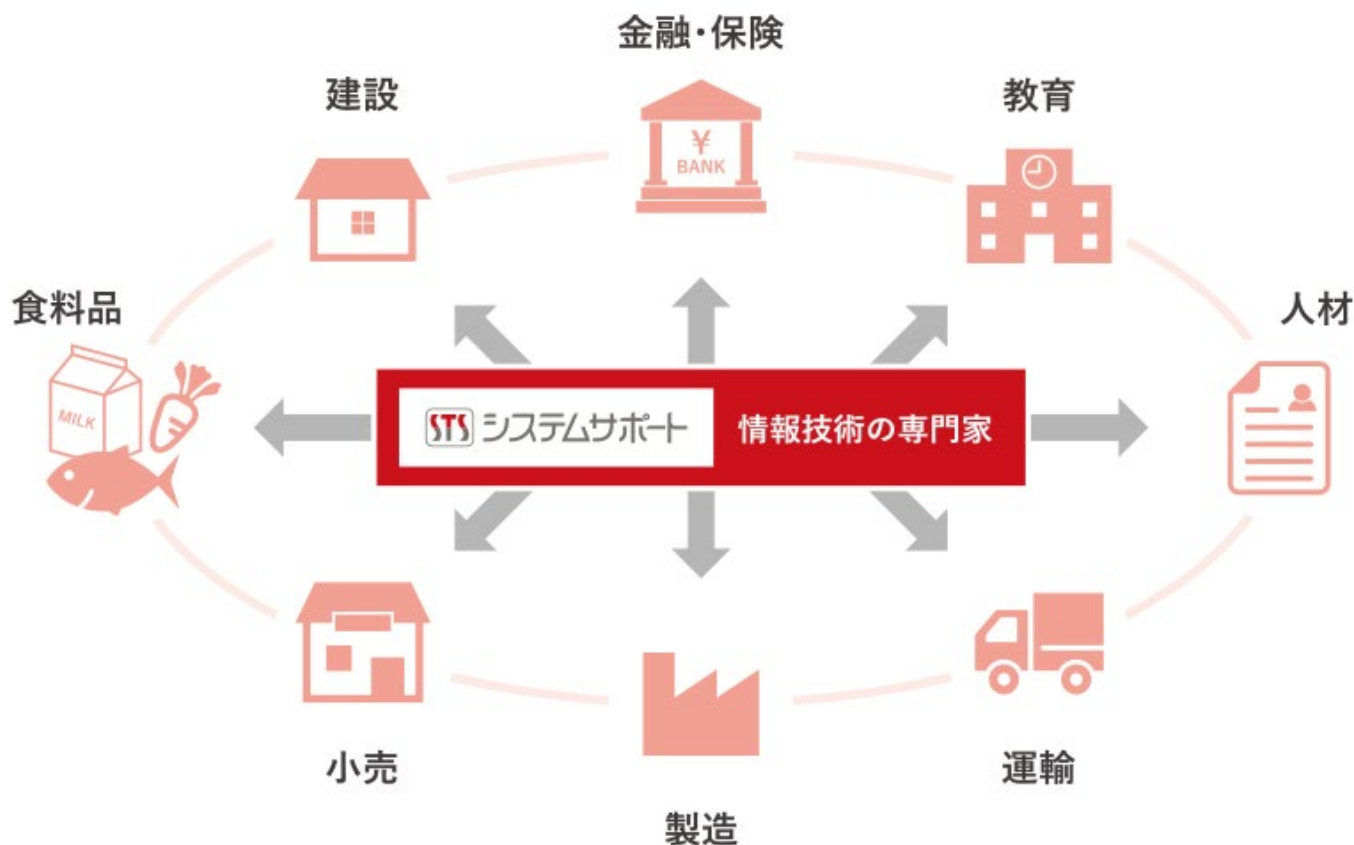 金融・保険
建設
教育
¥
BANK
食料品
人材
MILK
STS システムサポート
情報技術の専門家
小売
運輸
製造